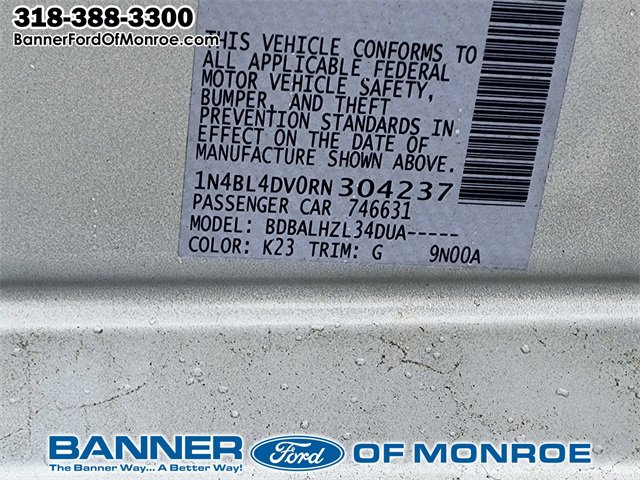 318-388-3300
BannerFordOfMonroe.com
THIS VEHICLE CONFORMS TO
ALL APPLICABLE FEDERAL
MOTOR VEHICLE SAFETY,
BUMPER, AND THEFT
PREVENTION STANDARDS IN
EFFECT ON THE DATE OF
MANUFACTURE SHOWN ABOVE.
1N4BL4DV0RN304237
PASSENGER CAR 746631
MODEL: BDBALHZL34DUA-----
COLOR: K23 TRIM: G 9N00A
BANNER Ford OF MONROE
The Banner Way... A Better Way!